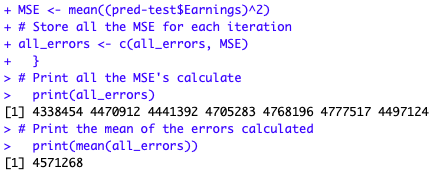 + MSE <- mean((pred-test$Earnings)^2)
+ # Store all the MSE for each iteration
+ all_errors <- c(all_errors, MSE)
+   }
> # Print all the MSE's calculate
>   print(all_errors)
[1] 4338454 4470912 4441392 4705283 4768196 4777517 4497124
> # Print the mean of the errors calculated
>   print(mean(all_errors))
[1] 4571268